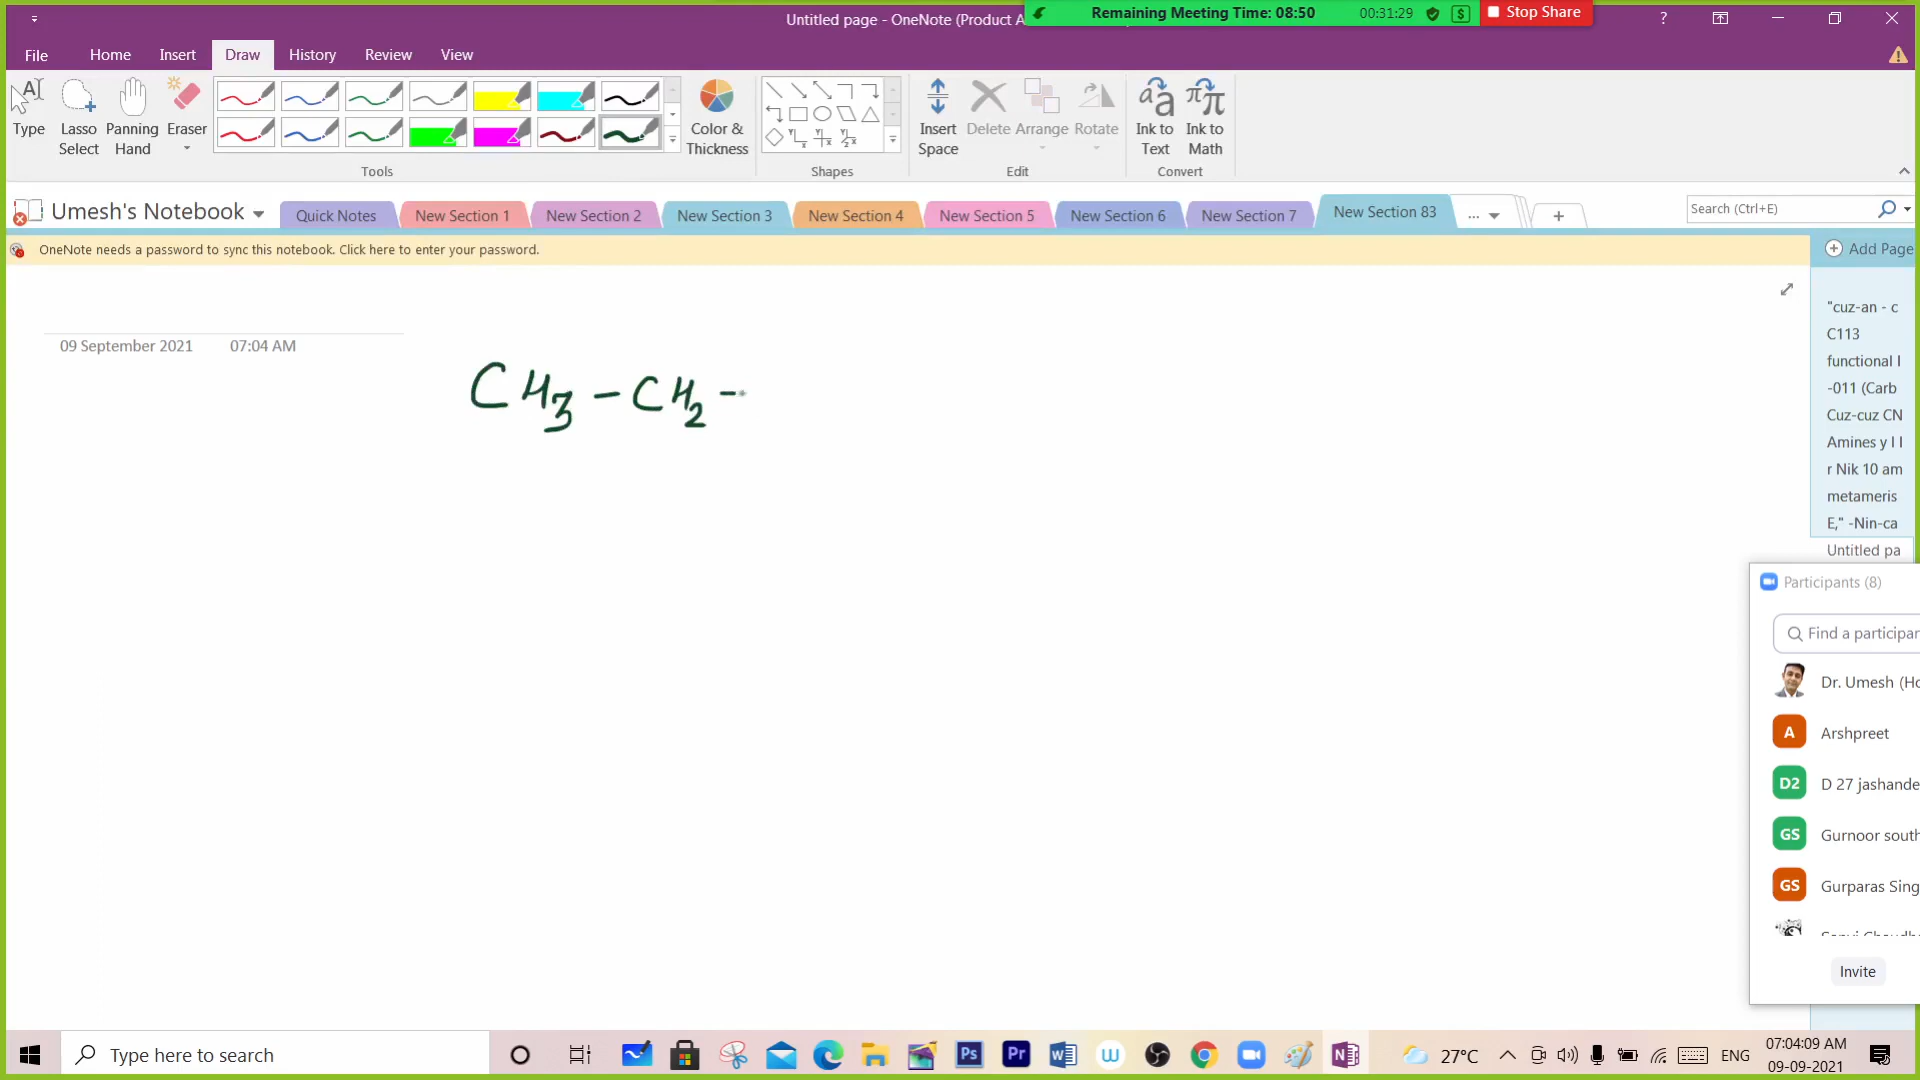 Untitled page - OneNote (Product A
Remaining Meeting Time: 08:50 00:31:29 $ Stop Share
File Home Insert Draw History Review View
Type Lasso Select Panning Hand Eraser Color & Thickness Insert Space Delete Arrange Rotate Ink to Text Ink to Math
Tools Shapes Edit Convert
Umesh's Notebook Quick Notes New Section 1 New Section 2 New Section 3 New Section 4 New Section 5 New Section 6 New Section 7 New Section 83 ... Search (Ctrl+E)
OneNote needs a password to sync this notebook. Click here to enter your password.
Add Page
09 September 2021 07:04 AM
CH3 - CH2 -
"cuz-an - c
C113
functional I
-011 (Carb
Cuz-cuz CN
Amines y I I
r Nik 10 am
metameris
E," -Nin-ca
Untitled pa
Participants (8)
Find a participan
Dr. Umesh (Ho
A Arshpreet
D2 D 27 jashande
GS Gurnoor south
GS Gurparas Sing
Invite
Type here to search
Ps Pr W
27°C ENG 07:04:09 AM
09-09-2021